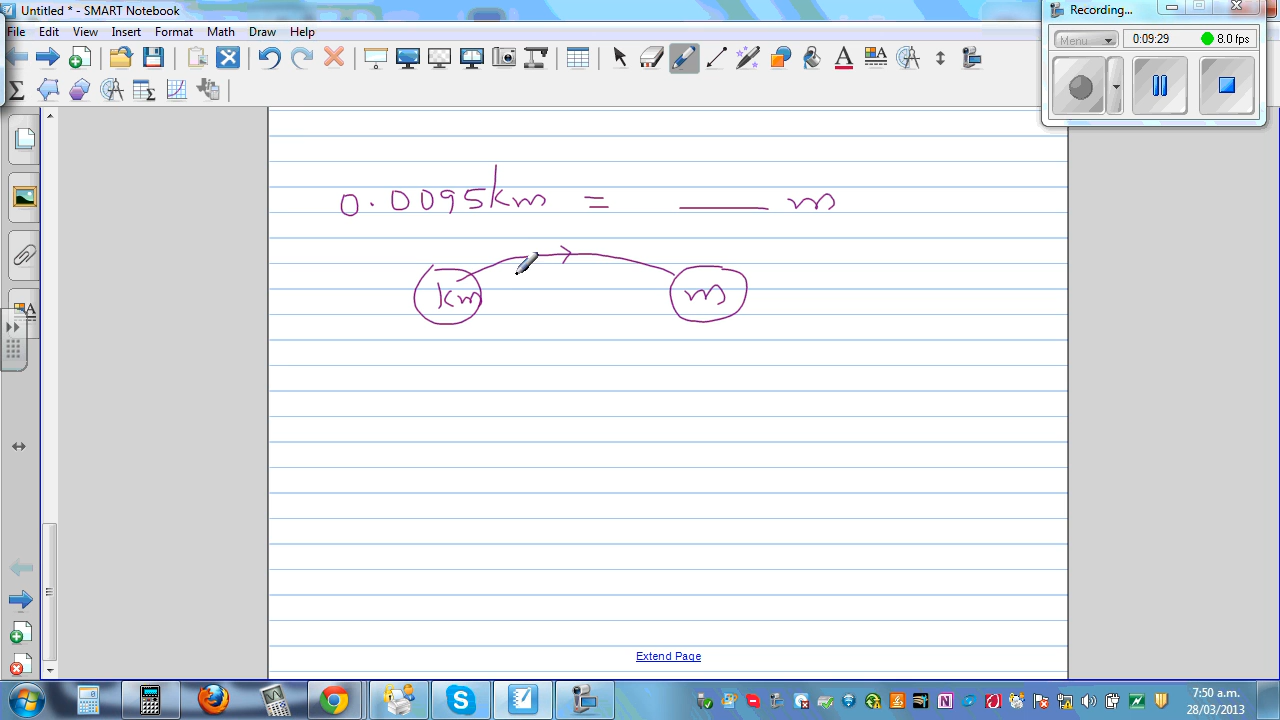 Untitled * - SMART Notebook
Recording...
File Edit View Insert Format Math Draw Help
Menu
0:09:29
8.0 fps
0.0095km = ____ m
km
m
Extend Page
7:50 a.m.
28/03/2013